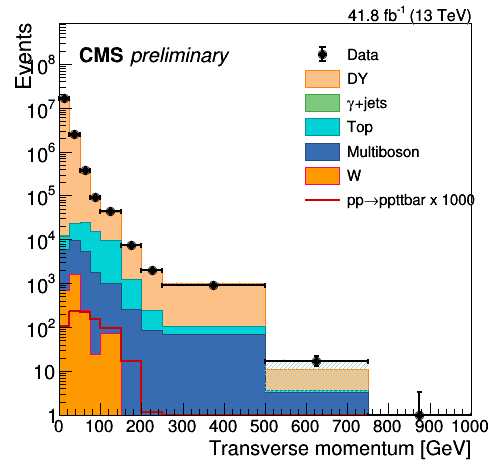 41.8 fb⁻¹ (13 TeV)
Events
CMS preliminary
Data
DY
γ+jets
Top
Multiboson
W
pp→ppttbar x 1000
10⁸
10⁷
10⁶
10⁵
10⁴
10³
10²
10
1
0 100 200 300 400 500 600 700 800 900 1000
Transverse momentum [GeV]